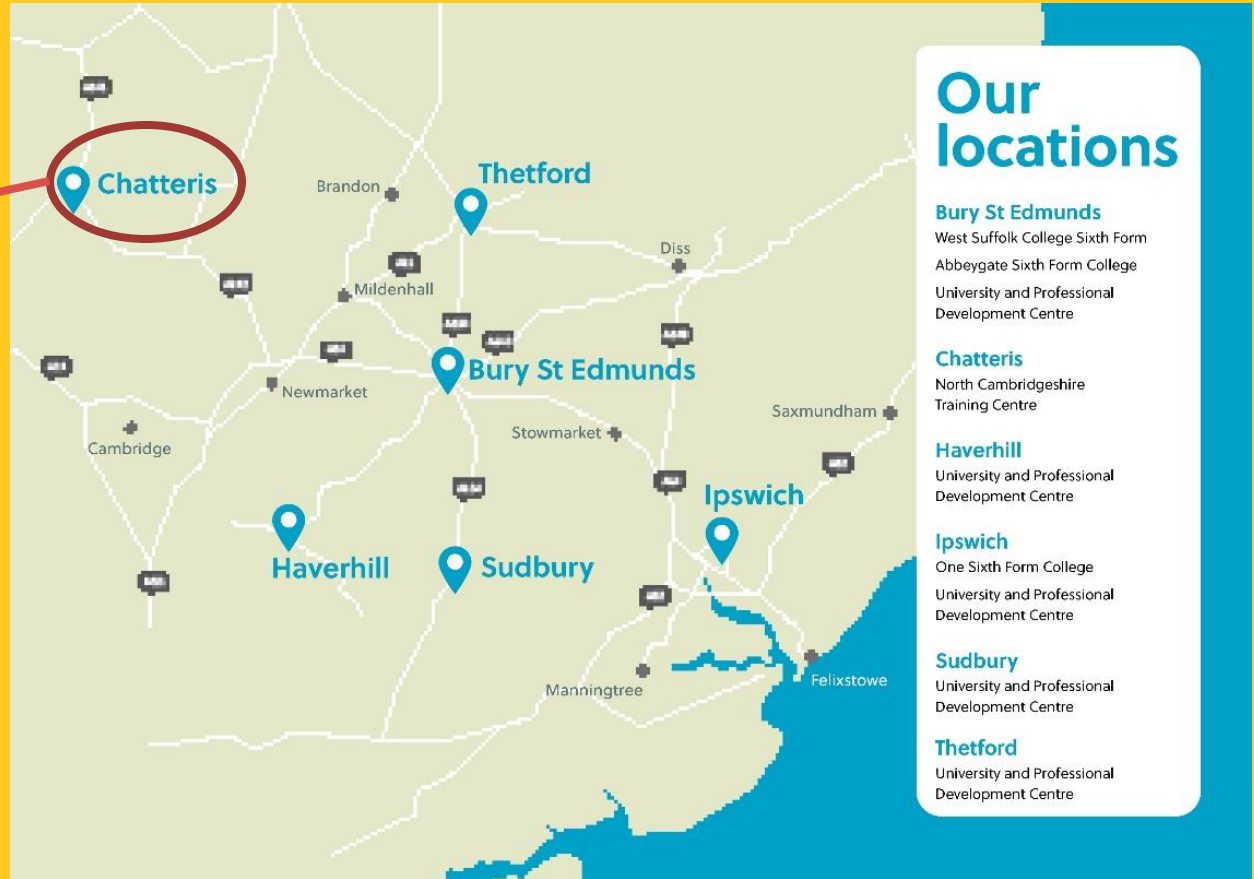 Chatteris
Thetford
Brandon
Diss
Mildenhall
Bury St Edmunds
Newmarket
Saxmundham
Stowmarket
Cambridge
Ipswich
Haverhill
Sudbury
Manningtree
Felixstowe
Our
locations
Bury St Edmunds
West Suffolk College Sixth Form
Abbeygate Sixth Form College
University and Professional
Development Centre
Chatteris
North Cambridgeshire
Training Centre
Haverhill
University and Professional
Development Centre
Ipswich
One Sixth Form College
University and Professional
Development Centre
Sudbury
University and Professional
Development Centre
Thetford
University and Professional
Development Centre